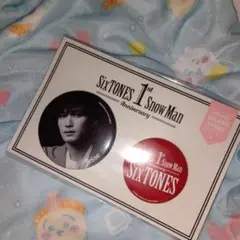 SixTONES 1st Snow Man
Anniversary
1st Snow Man
SixTONES